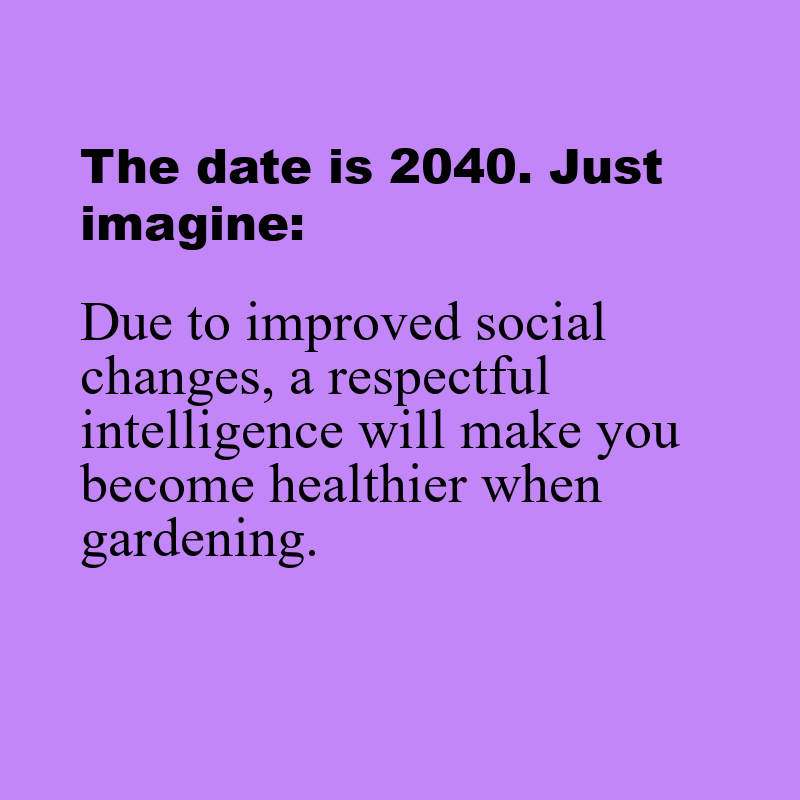 The date is 2040. Just
imagine:
Due to improved social
changes, a respectful
intelligence will make you
become healthier when
gardening.